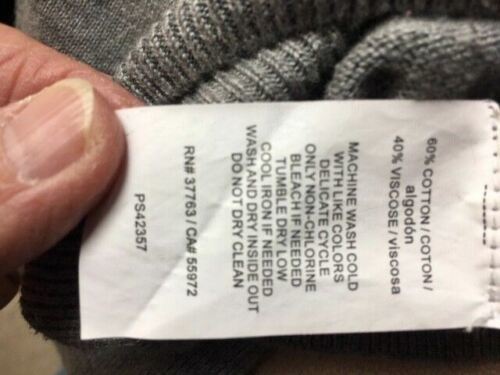 60% COTTON / COTON /
algodón
40% VISCOSE / viscosa
MACHINE WASH COLD
WITH LIKE COLORS
DELICATE CYCLE
ONLY NON-CHLORINE
BLEACH IF NEEDED
TUMBLE DRY LOW
COOL IRON IF NEEDED
WASH AND DRY INSIDE OUT
DO NOT DRY CLEAN
RN# 37763 / CA# 55972
PS42357